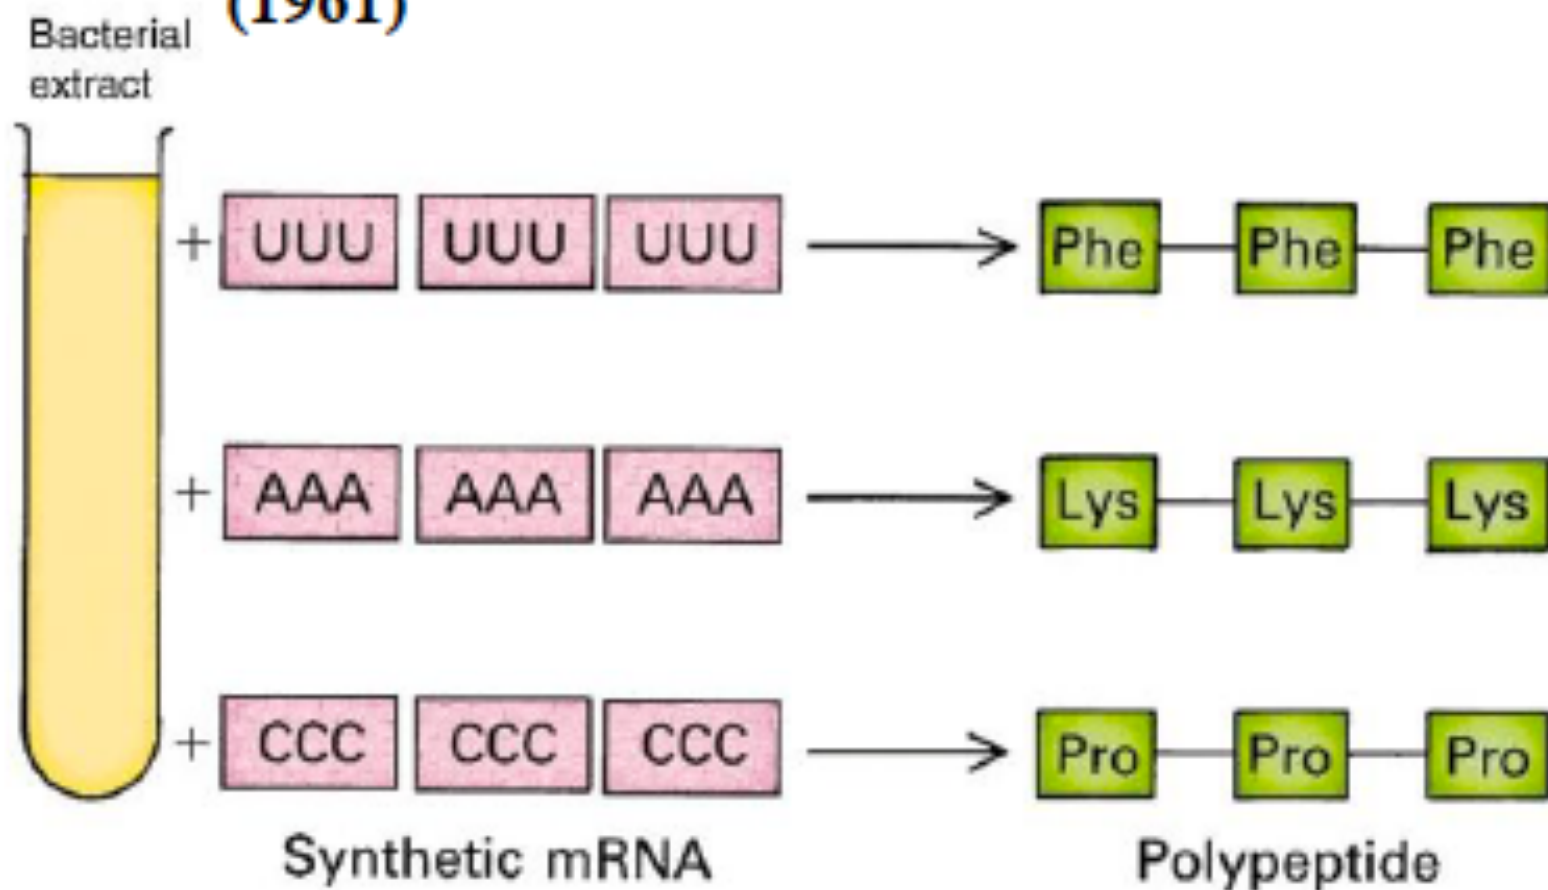 (1961)
Bacterial
extract
+ UUU UUU UUU Phe Phe Phe
+ AAA AAA AAA Lys Lys Lys
+ CCC CCC CCC Pro Pro Pro
Synthetic mRNA Polypeptide